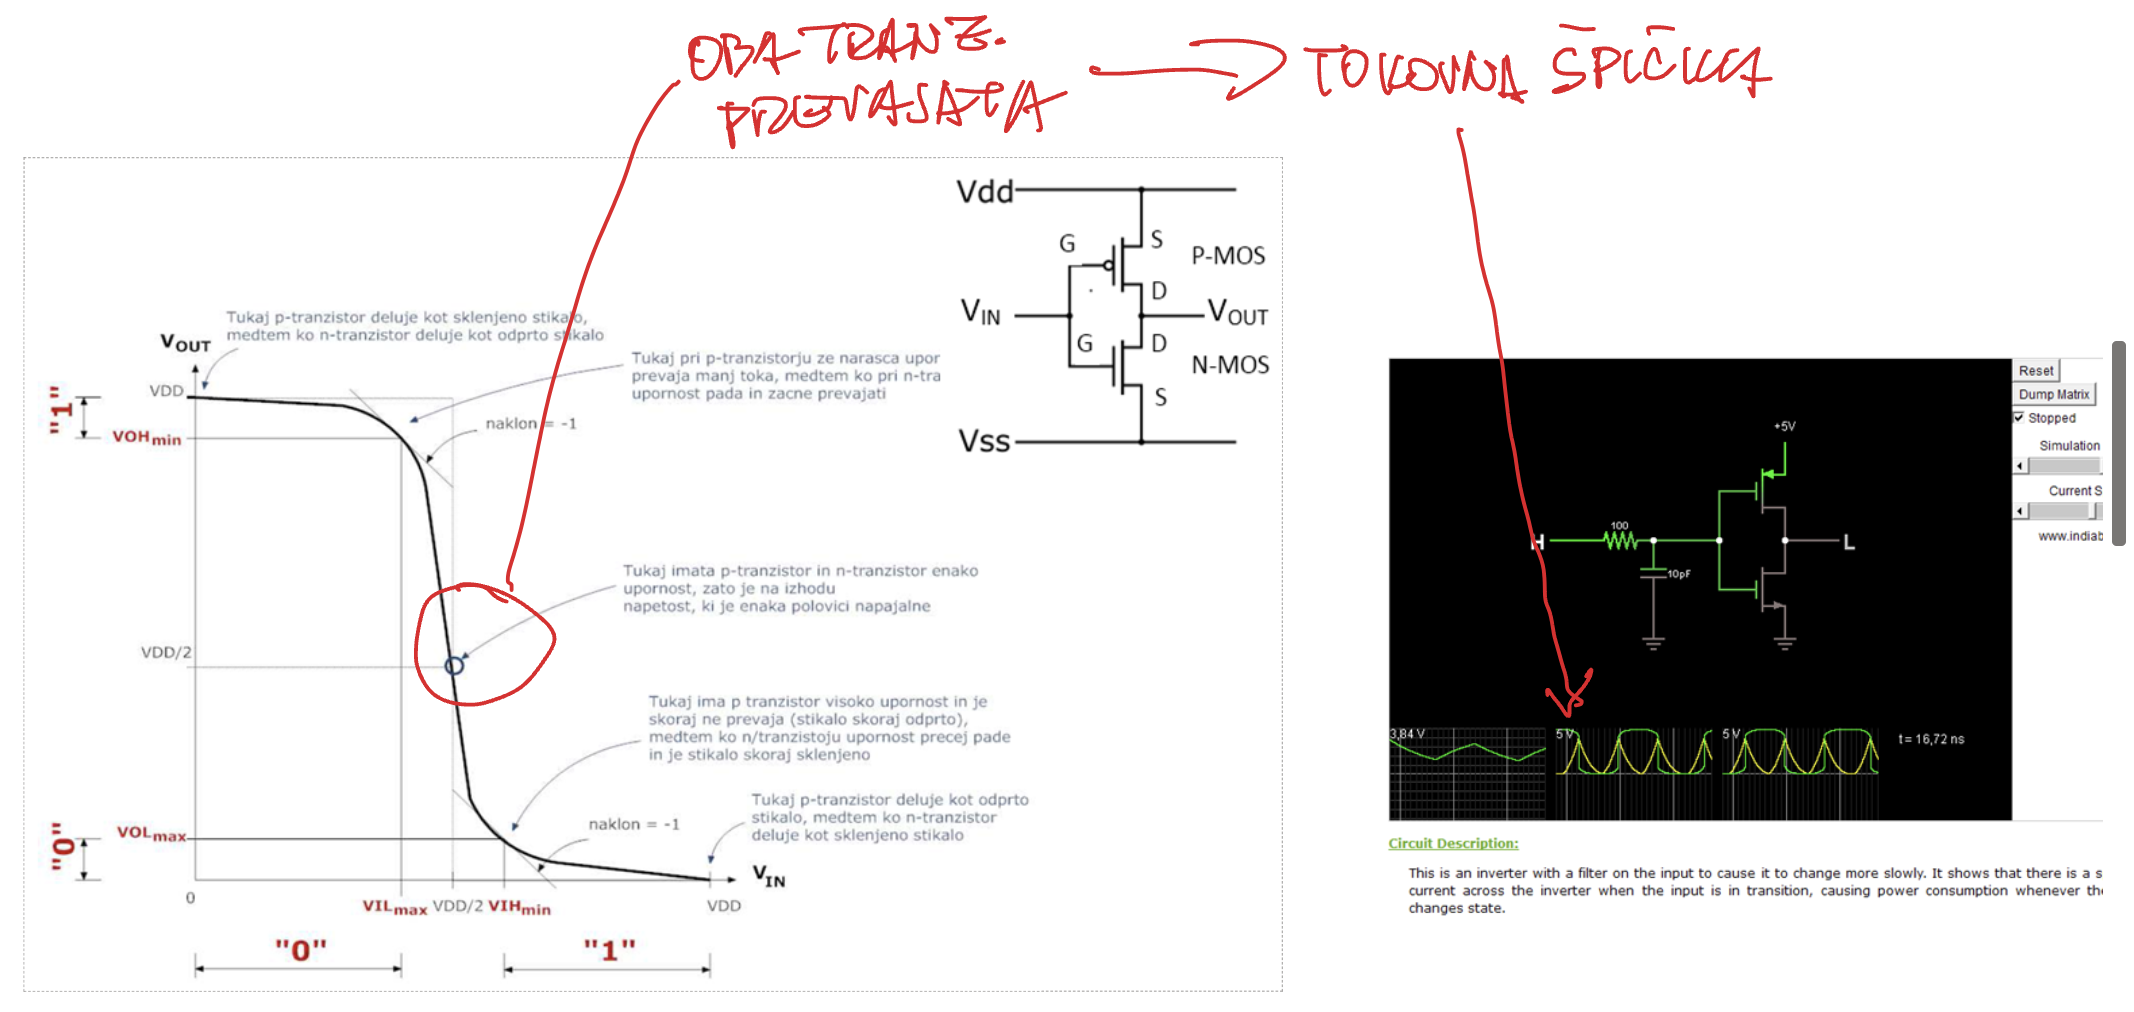 OBA TRANZ.
PREVAJATA
TOKOVNA ŠPIČKA
Vdd
G
S
P-MOS
D
VIN
VOUT
G
D
N-MOS
S
Vss
Tukaj p-tranzistor deluje kot sklenjeno stikalo,
medtem ko n-tranzistor deluje kot odprto stikalo
VOUT
VDD
"1"
VOHmin
Tukaj pri p-tranzistorju ze narasca upor
prevaja manj toka, medtem ko pri n-tra
upornost pada in zacne prevajati
naklon = -1
Tukaj imata p-tranzistor in n-tranzistor enako
upornost, zato je na izhodu
napetost, ki je enaka polovici napajalne
VDD/2
Tukaj ima p tranzistor visoko upornost in je
skoraj ne prevaja (stikalo skoraj odprto),
medtem ko n/tranzistoju upornost precej pade
in je stikalo skoraj sklenjeno
Tukaj p-tranzistor deluje kot odprto
stikalo, medtem ko n-tranzistor
deluje kot sklenjeno stikalo
naklon = -1
VOLmax
"0"
VIN
0
VILmax VDD/2 VIHmin
VDD
"0"
"1"
Reset
Dump Matrix
Stopped
Simulation
Current S
www.indiab
+5V
100
H
L
10pF
3,84 V
5 V
5 V
t= 16,72 ns
Circuit Description:
This is an inverter with a filter on the input to cause it to change more slowly. It shows that there is a s
current across the inverter when the input is in transition, causing power consumption whenever the
changes state.